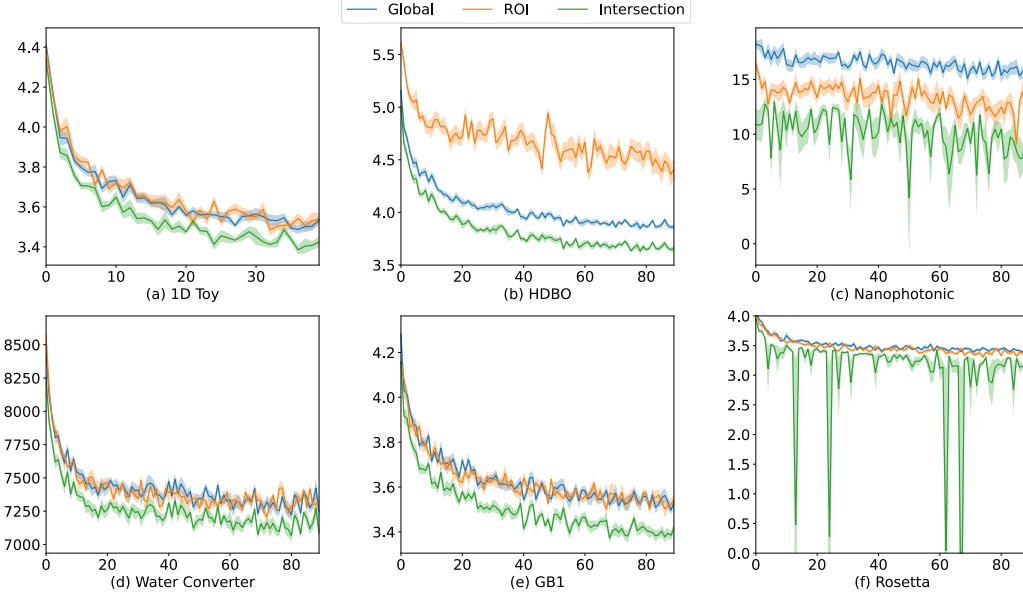 Global ROI Intersection
4.4
4.2
4.0
3.8
3.6
3.4
0 10 20 30
(a) 1D Toy
5.5
5.0
4.5
4.0
3.5
0 20 40 60 80
(b) HDBO
15
10
5
0
0 20 40 60 80
(c) Nanophotonic
8500
8250
8000
7750
7500
7250
7000
0 20 40 60 80
(d) Water Converter
4.2
4.0
3.8
3.6
3.4
0 20 40 60 80
(e) GB1
4.0
3.5
3.0
2.5
2.0
1.5
1.0
0.5
0.0
0 20 40 60 80
(f) Rosetta